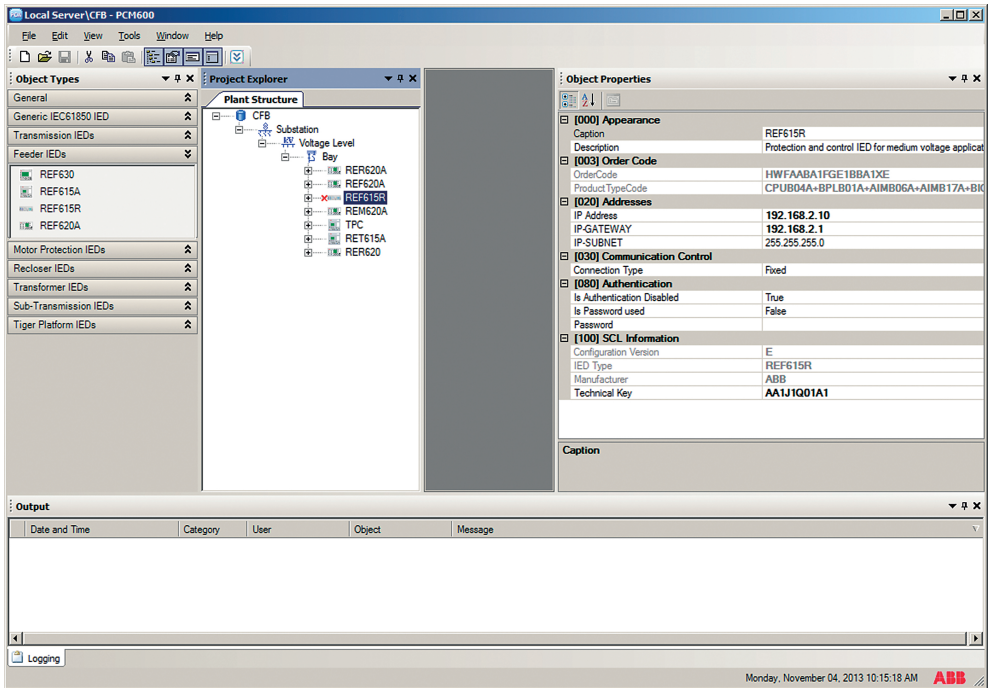 Local Server\CFB - PCM600
File Edit View Tools Window Help
Object Types
General
Generic IEC61850 IED
Transmission IEDs
Feeder IEDs
REF630
REF615A
REF615R
REF620A
Motor Protection IEDs
Recloser IEDs
Transformer IEDs
Sub-Transmission IEDs
Tiger Platform IEDs
Project Explorer
Plant Structure
CFB
Substation
Voltage Level
Bay
RER620A
REF620A
REF615R
REM620A
TPC
RET615A
RER620
Object Properties
[000] Appearance
Caption REF615R
Description Protection and control IED for medium voltage applicat
[003] Order Code
OrderCode HWFAABA1FGE1BBA1XE
ProductTypeCode CPUB04A+BPLB01A+AIMB06A+AIMB17A+BIO
[020] Addresses
IP Address 192.168.2.10
IP-GATEWAY 192.168.2.1
IP-SUBNET 255.255.255.0
[030] Communication Control
Connection Type Fixed
[080] Authentication
Is Authentication Disabled True
Is Password used False
Password
[100] SCL Information
Configuration Version E
IED Type REF615R
Manufacturer ABB
Technical Key AA1J1Q01A1
Caption
Output
Date and Time Category User Object Message
Logging
Monday, November 04, 2013 10:15:18 AM ABB